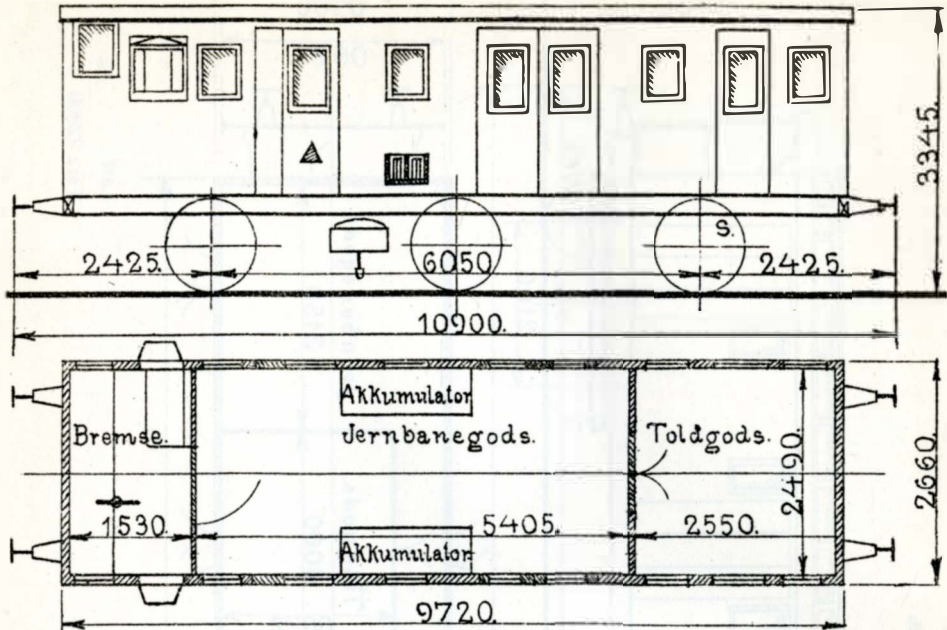 3345.
S.
2425.
6050
2425.
10900.
Akkumulator
Bremse.
Jernbanegods.
Toldgods.
2490.
2660.
1530.
5405.
2550.
Akkumulator
9720.